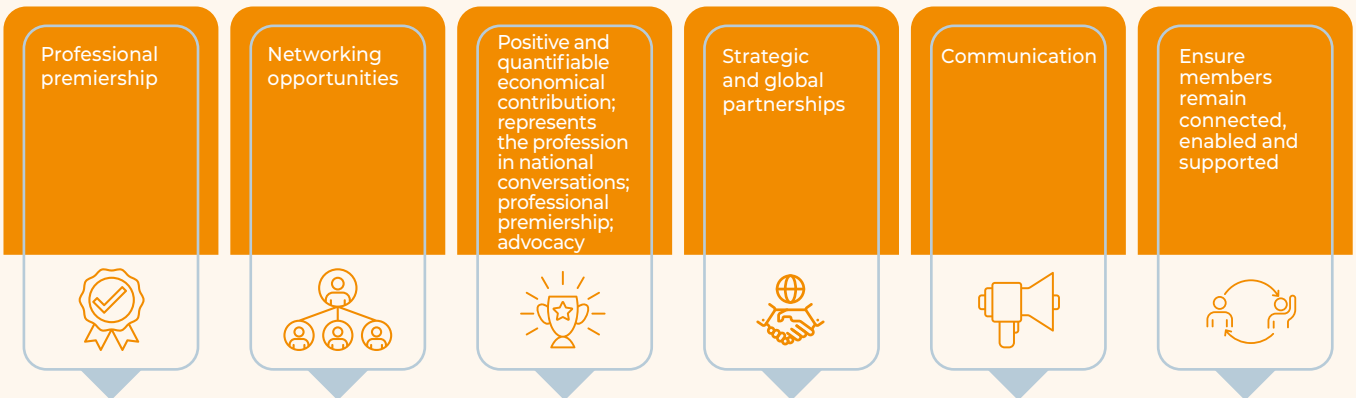 Professional
premiership
Networking
opportunities
Positive and
quantifiable
economical
contribution;
represents
the profession
in national
conversations;
professional
premiership;
advocacy
Strategic
and global
partnerships
Communication
Ensure
members
remain
connected,
enabled and
supported